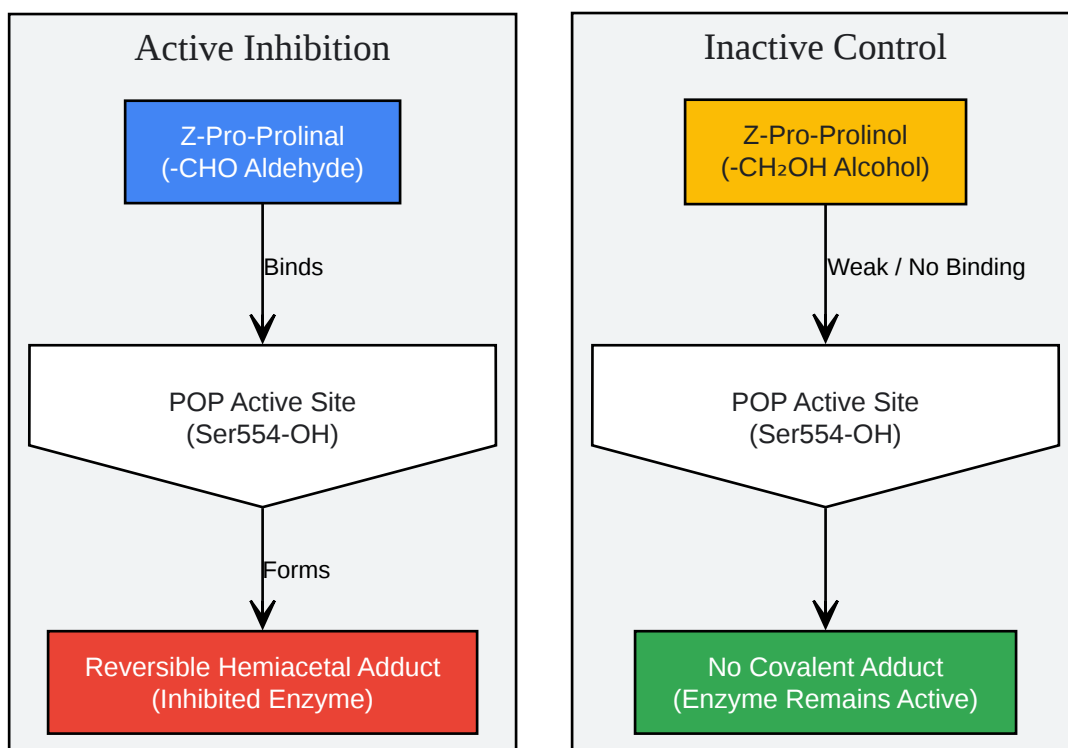 Active Inhibition
Z-Pro-Prolinal
(-CHO Aldehyde)
Binds
POP Active Site
(Ser554-OH)
Forms
Reversible Hemiacetal Adduct
(Inhibited Enzyme)
Inactive Control
Z-Pro-Prolinol
(-CH₂OH Alcohol)
Weak / No Binding
POP Active Site
(Ser554-OH)
No Covalent Adduct
(Enzyme Remains Active)